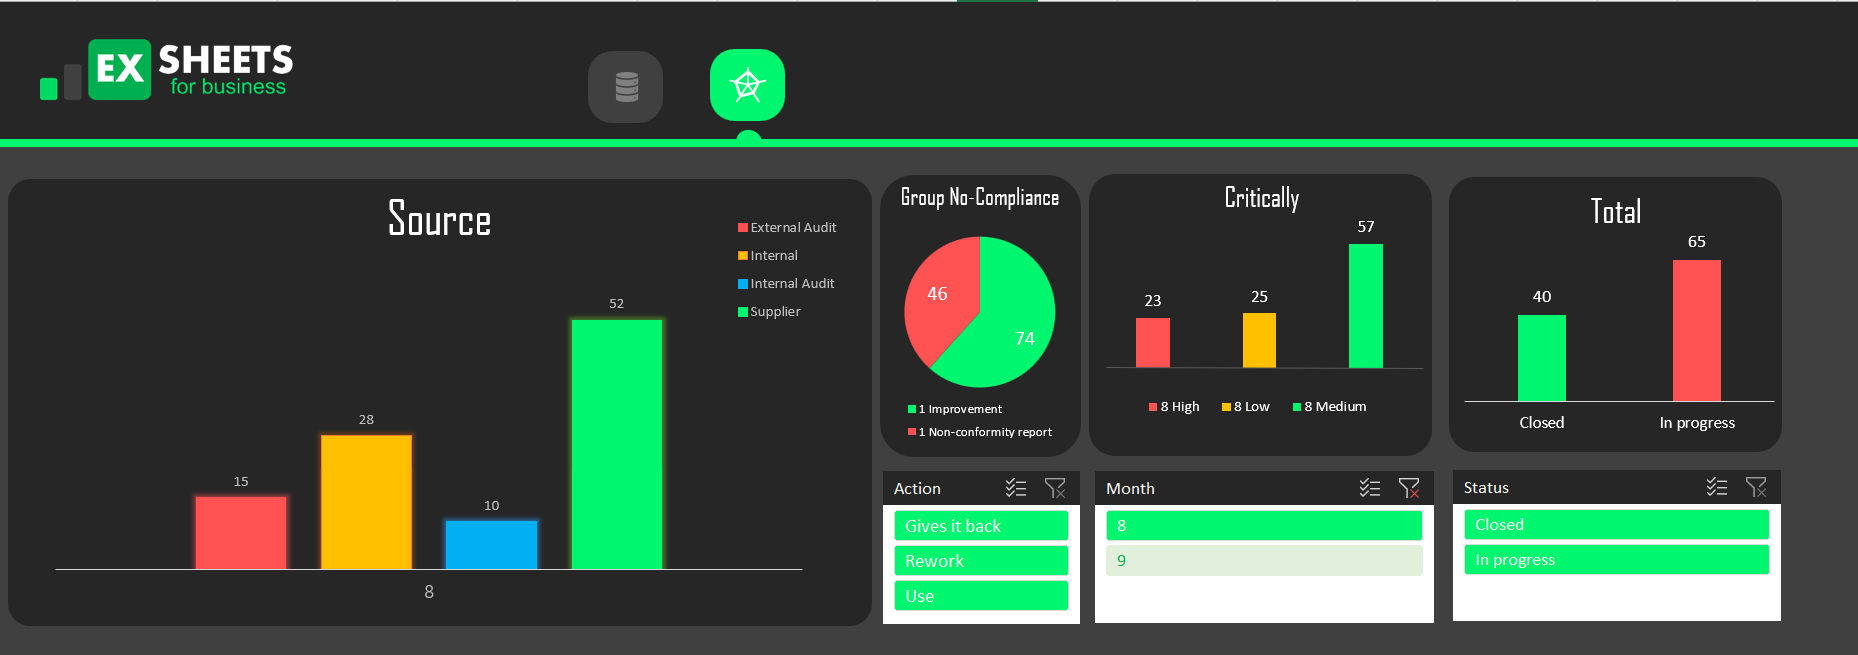 EX SHEETS
for business
Source
External Audit
Internal
Internal Audit
Supplier
15
28
10
52
8
Group No-Compliance
46
74
1 Improvement
1 Non-conformity report
Critically
23
25
57
8 High
8 Low
8 Medium
Total
40
65
Closed
In progress
Action
Gives it back
Rework
Use
Month
8
9
Status
Closed
In progress